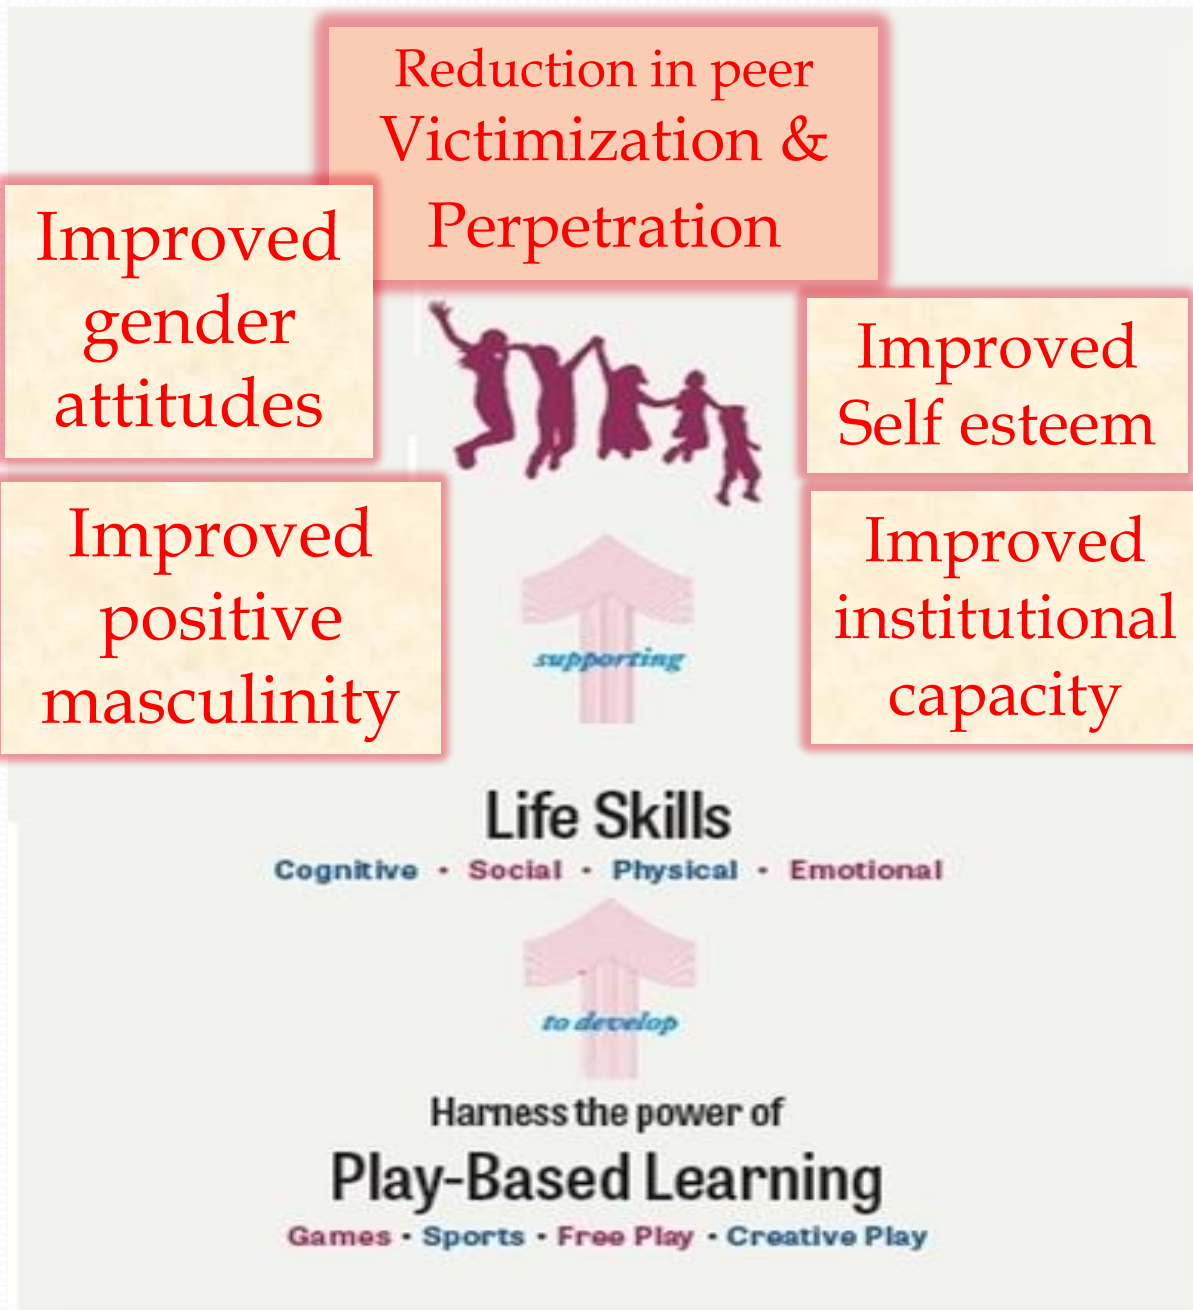 Reduction in peer
Victimization &
Perpetration
Improved
gender
attitudes
Improved
Self esteem
Improved
positive
masculinity
Improved
institutional
capacity
supporting
Life Skills
Cognitive • Social • Physical • Emotional
to develop
Harness the power of
Play-Based Learning
Games • Sports • Free Play • Creative Play